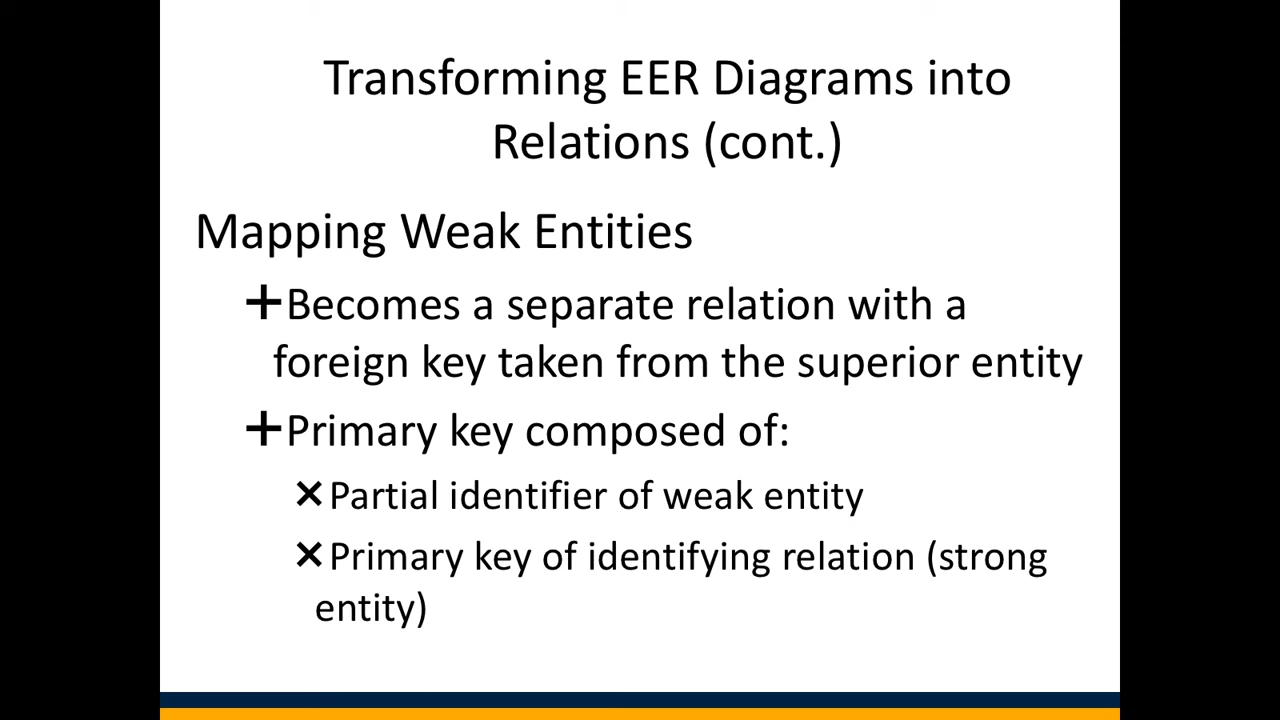 Transforming EER Diagrams into
Relations (cont.)
Mapping Weak Entities
+Becomes a separate relation with a
foreign key taken from the superior entity
+Primary key composed of:
×Partial identifier of weak entity
×Primary key of identifying relation (strong
entity)